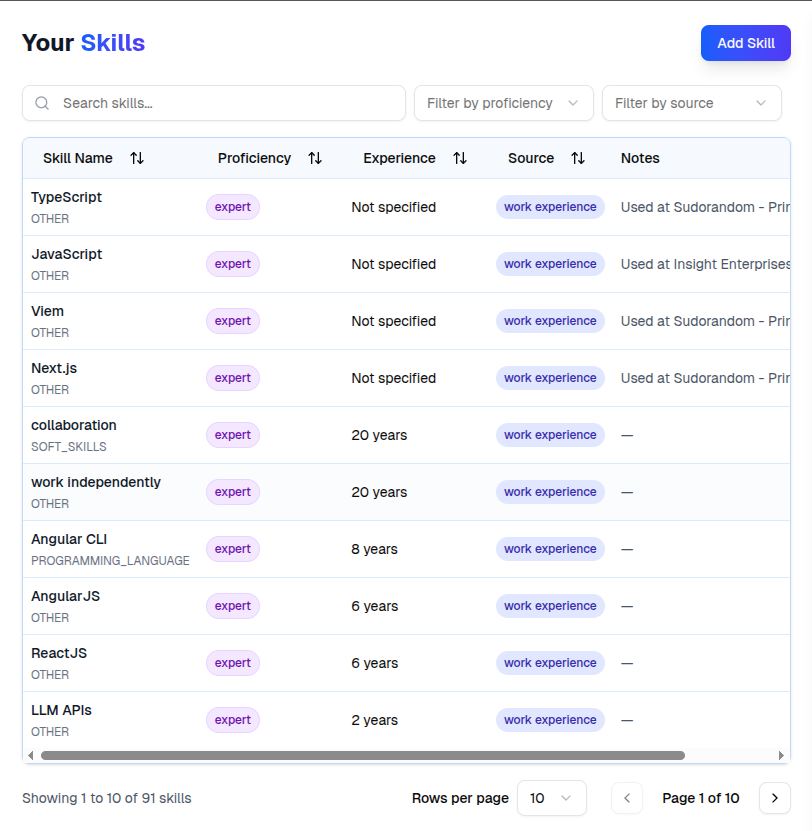 Your Skills
Add Skill
Search skills...
Filter by proficiency
Filter by source
Skill Name Proficiency Experience Source Notes
TypeScript
OTHER
expert Not specified work experience Used at Sudorandom - Prin
JavaScript
OTHER
expert Not specified work experience Used at Insight Enterprises
Viem
OTHER
expert Not specified work experience Used at Sudorandom - Prin
Next.js
OTHER
expert Not specified work experience Used at Sudorandom - Prin
collaboration
SOFT_SKILLS
expert 20 years work experience —
work independently
OTHER
expert 20 years work experience —
Angular CLI
PROGRAMMING_LANGUAGE
expert 8 years work experience —
AngularJS
OTHER
expert 6 years work experience —
ReactJS
OTHER
expert 6 years work experience —
LLM APIs
OTHER
expert 2 years work experience —
Showing 1 to 10 of 91 skills
Rows per page 10
Page 1 of 10